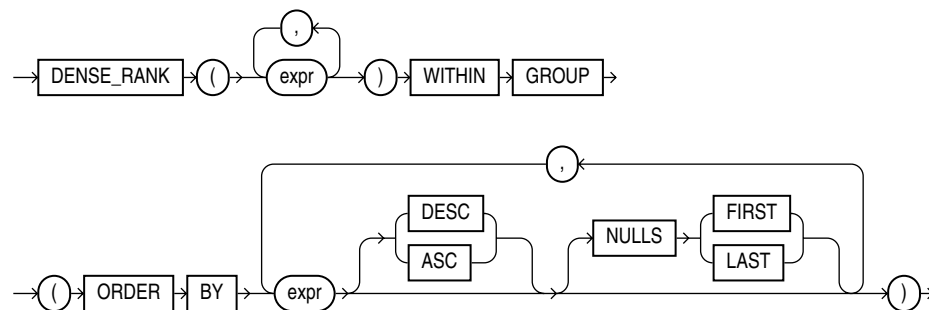 ,
DENSE_RANK ( expr ) WITHIN GROUP
,
DESC FIRST
NULLS
ASC LAST
( ORDER BY expr )